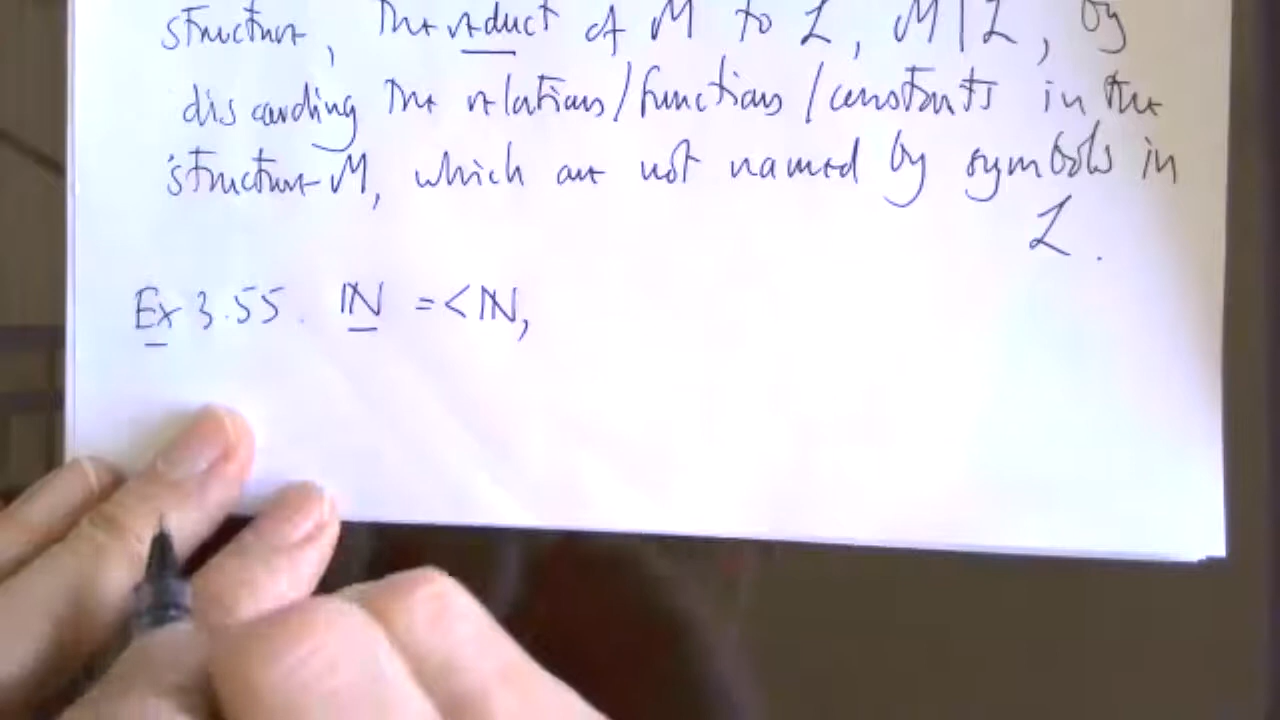 structure, the reduct of M to L, M|L, by
discarding the relations/functions/constants in the
structure M, which are not named by symbols in
L.
Ex 3.55. ℕ = <ℕ,